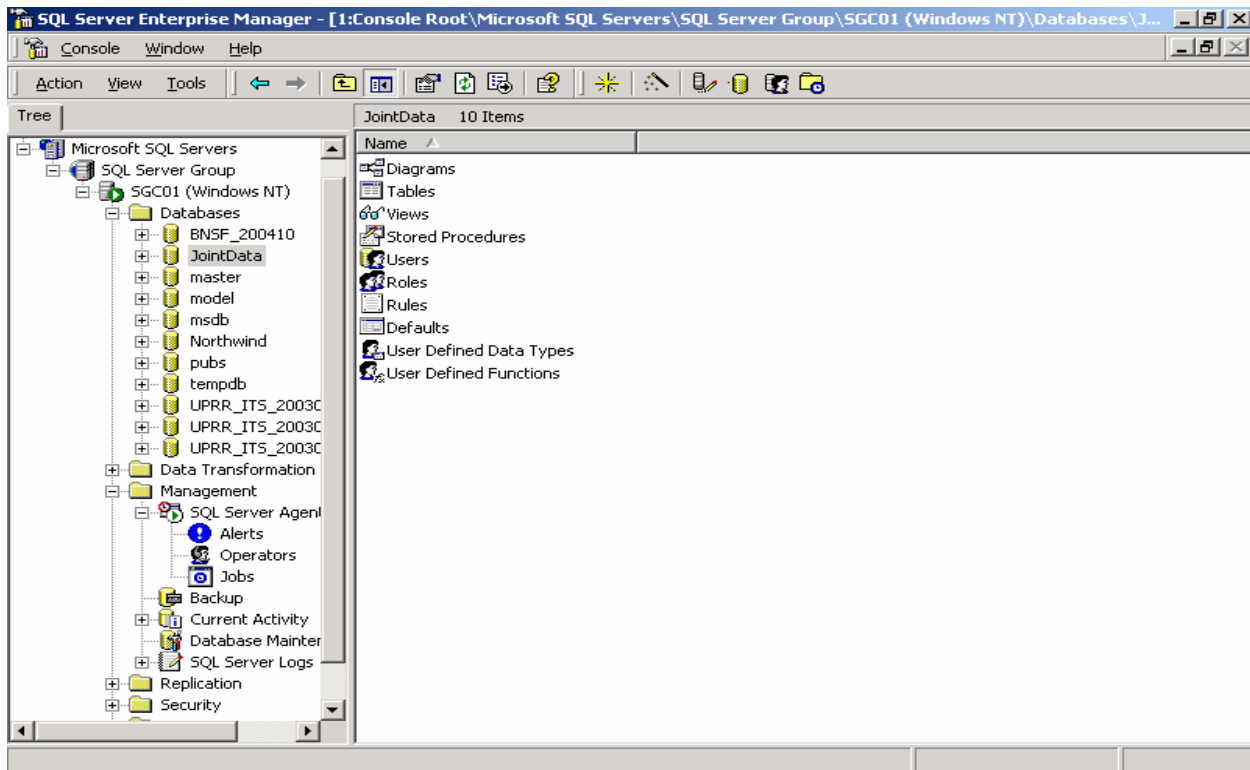 SQL Server Enterprise Manager - [1:Console Root\Microsoft SQL Servers\SQL Server Group\SGC01 (Windows NT)\Databases\J...
Console Window Help
Action View Tools
Tree
JointData 10 Items
Microsoft SQL Servers
SQL Server Group
SGC01 (Windows NT)
Databases
BNSF_200410
JointData
master
model
msdb
Northwind
pubs
tempdb
UPRR_ITS_2003
UPRR_ITS_2003
UPRR_ITS_2003
Data Transformation
Management
SQL Server Agent
Alerts
Operators
Jobs
Backup
Current Activity
Database Mainter
SQL Server Logs
Replication
Security
Name
Diagrams
Tables
Views
Stored Procedures
Users
Roles
Rules
Defaults
User Defined Data Types
User Defined Functions